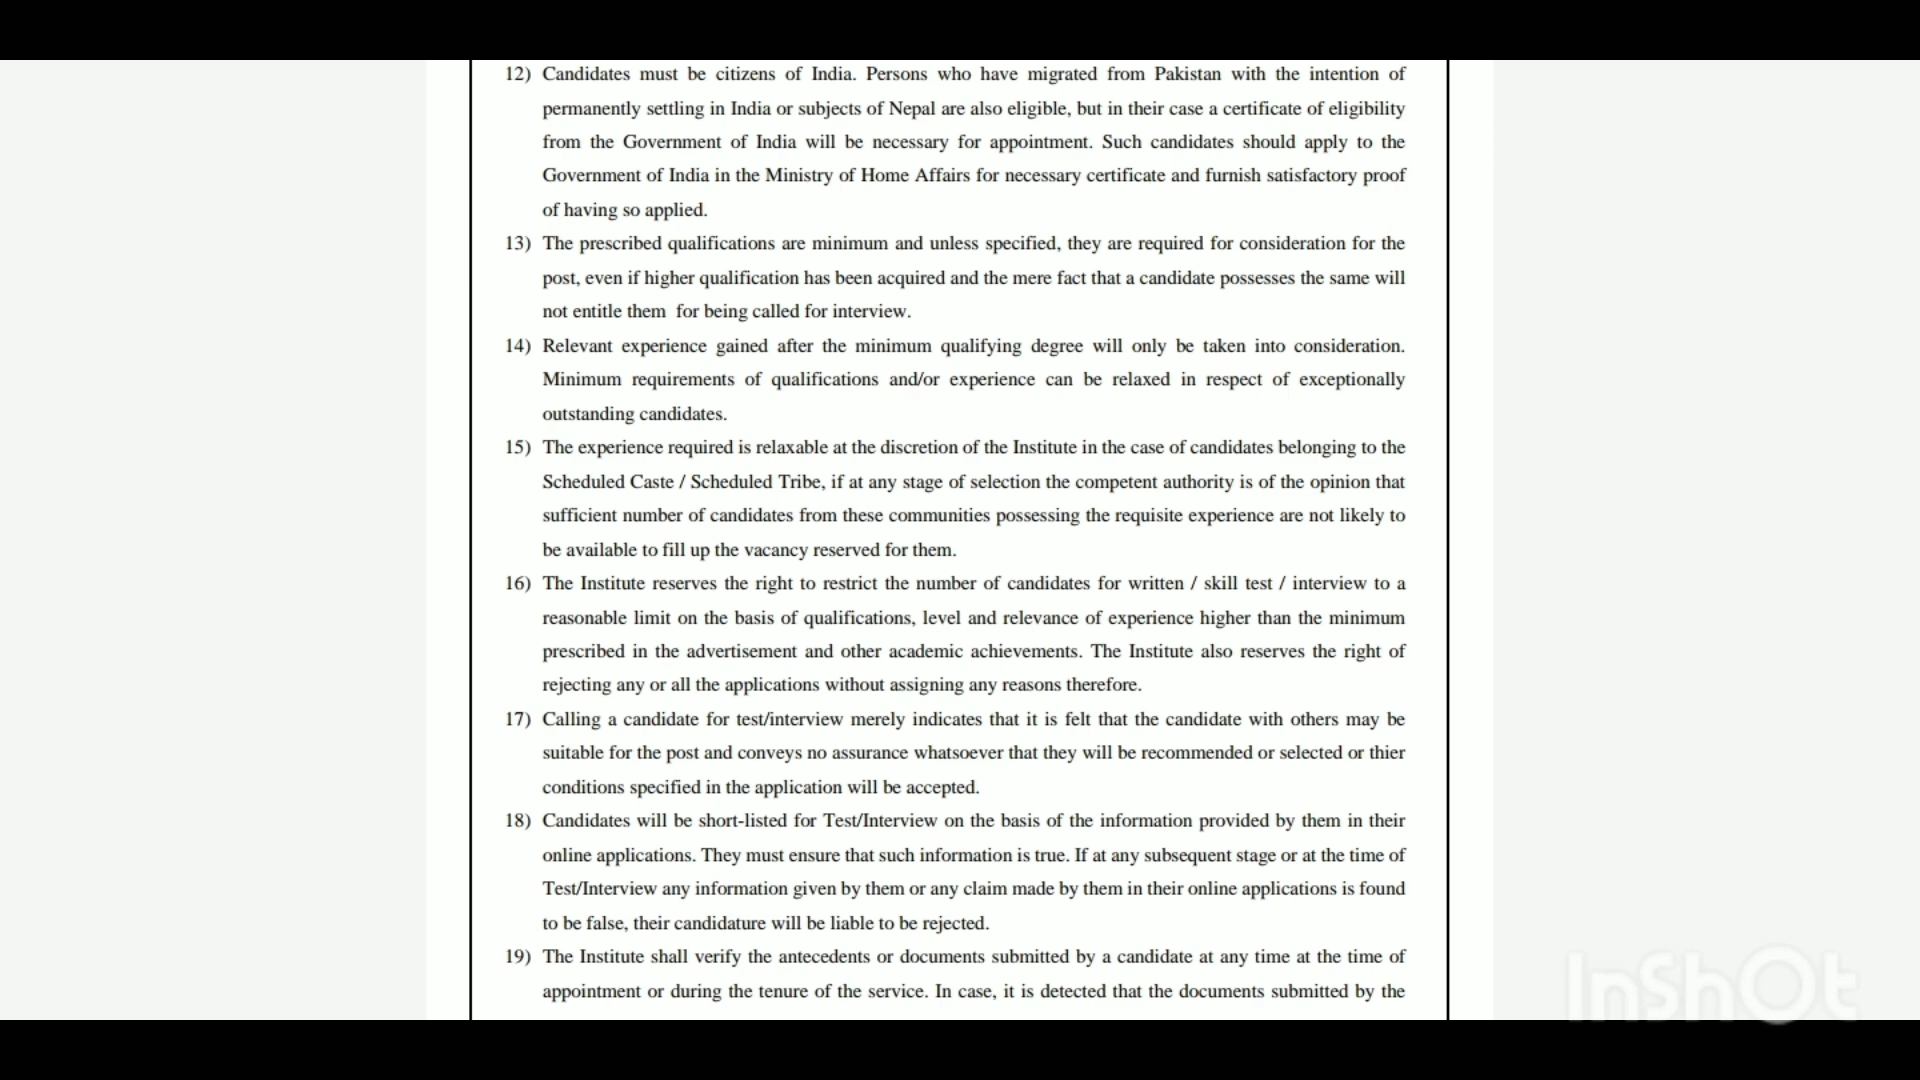 12) Candidates must be citizens of India. Persons who have migrated from Pakistan with the intention of
permanently settling in India or subjects of Nepal are also eligible, but in their case a certificate of eligibility
from the Government of India will be necessary for appointment. Such candidates should apply to the
Government of India in the Ministry of Home Affairs for necessary certificate and furnish satisfactory proof
of having so applied.
13) The prescribed qualifications are minimum and unless specified, they are required for consideration for the
post, even if higher qualification has been acquired and the mere fact that a candidate possesses the same will
not entitle them for being called for interview.
14) Relevant experience gained after the minimum qualifying degree will only be taken into consideration.
Minimum requirements of qualifications and/or experience can be relaxed in respect of exceptionally
outstanding candidates.
15) The experience required is relaxable at the discretion of the Institute in the case of candidates belonging to the
Scheduled Caste / Scheduled Tribe, if at any stage of selection the competent authority is of the opinion that
sufficient number of candidates from these communities possessing the requisite experience are not likely to
be available to fill up the vacancy reserved for them.
16) The Institute reserves the right to restrict the number of candidates for written / skill test / interview to a
reasonable limit on the basis of qualifications, level and relevance of experience higher than the minimum
prescribed in the advertisement and other academic achievements. The Institute also reserves the right of
rejecting any or all the applications without assigning any reasons therefore.
17) Calling a candidate for test/interview merely indicates that it is felt that the candidate with others may be
suitable for the post and conveys no assurance whatsoever that they will be recommended or selected or thier
conditions specified in the application will be accepted.
18) Candidates will be short-listed for Test/Interview on the basis of the information provided by them in their
online applications. They must ensure that such information is true. If at any subsequent stage or at the time of
Test/Interview any information given by them or any claim made by them in their online applications is found
to be false, their candidature will be liable to be rejected.
19) The Institute shall verify the antecedents or documents submitted by a candidate at any time at the time of
appointment or during the tenure of the service. In case, it is detected that the documents submitted by the
InShOt